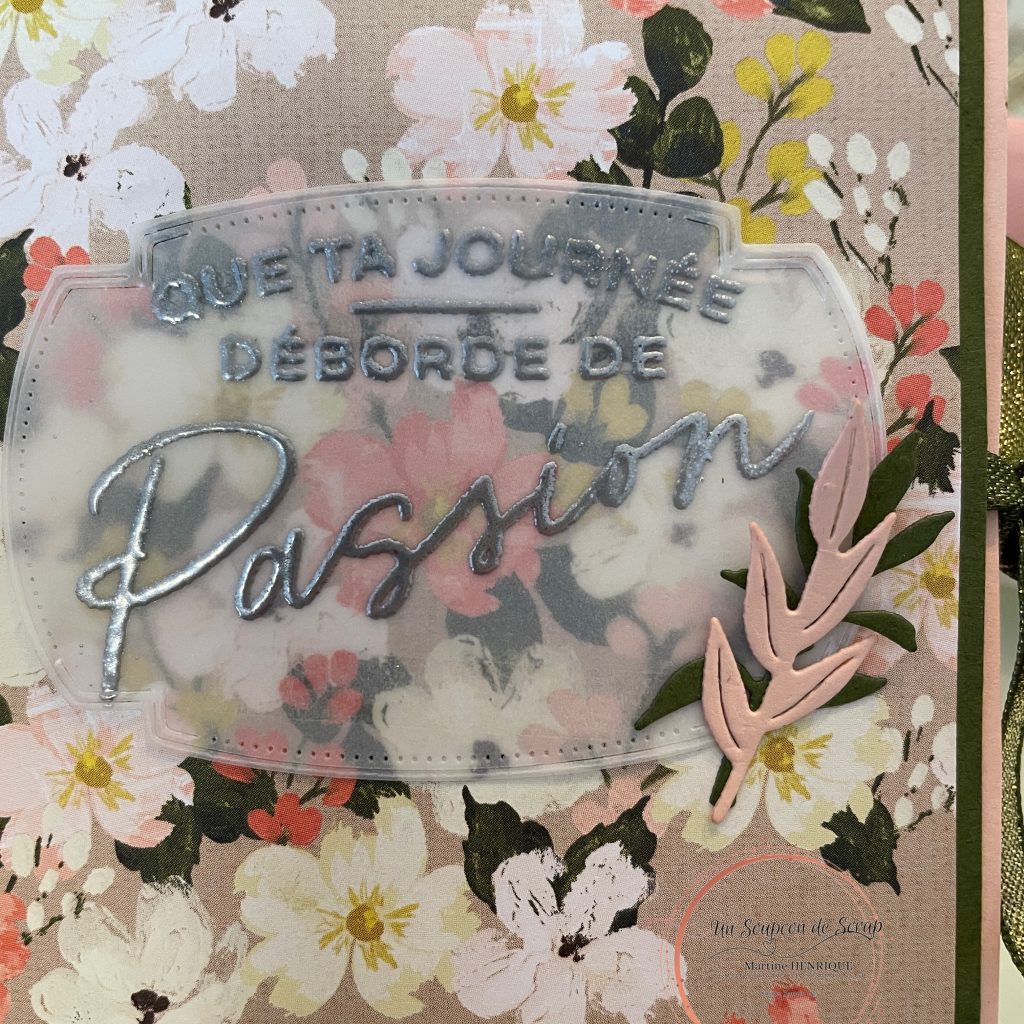 QUE TA JOURNÉE
DÉBORDE DE
Passion
Un Soupçon de Scrap
Martine HENRIQUE